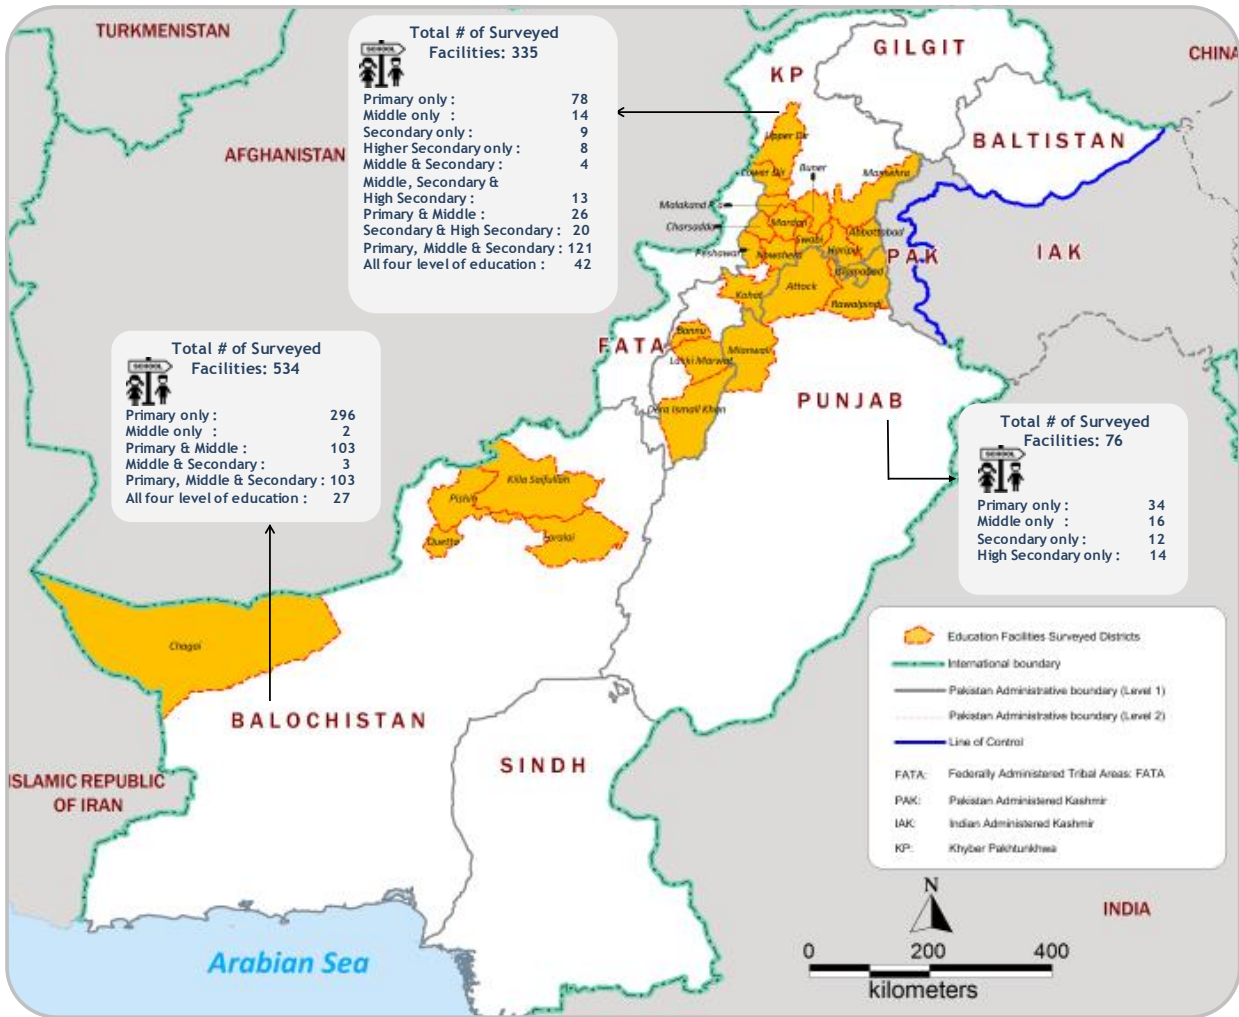 TURKMENISTAN
AFGHANISTAN
CHINA
GILGIT
KP
BALTISTAN
Total # of Surveyed
Facilities: 335
SCHOOL
Primary only : 78
Middle only : 14
Secondary only : 9
Higher Secondary only : 8
Middle & Secondary : 4
Middle, Secondary &
High Secondary : 13
Primary & Middle : 26
Secondary & High Secondary : 20
Primary, Middle & Secondary : 121
All four level of education : 42
Upper Dir
Lower Dir
Buner
Mansehra
Malakand
Mardan
Charsadda
Swabi
Abbottabad
Peshawar
Nowshera
Haripur
PAK
IAK
Islamabad
Kohat
Attock
Rawalpindi
Bannu
FATA
Lakki Marwat
Mianwali
Dera Ismail Khan
PUNJAB
Total # of Surveyed
Facilities: 534
SCHOOL
Primary only : 296
Middle only : 2
Primary & Middle : 103
Middle & Secondary : 3
Primary, Middle & Secondary : 103
All four level of education : 27
Total # of Surveyed
Facilities: 76
SCHOOL
Primary only : 34
Middle only : 16
Secondary only : 12
High Secondary only : 14
Killa Saifullah
Pishin
Quetta
Loralai
Chagai
BALOCHISTAN
SINDH
ISLAMIC REPUBLIC
OF IRAN
Arabian Sea
INDIA
Education Facilities Surveyed Districts
International boundary
Pakistan Administrative boundary (Level 1)
Pakistan Administrative boundary (Level 2)
Line of Control
FATA: Federally Administered Tribal Areas: FATA
PAK: Pakistan Administered Kashmir
IAK: Indian Administered Kashmir
KP: Khyber Pakhtunkhwa
N
0 200 400
kilometers